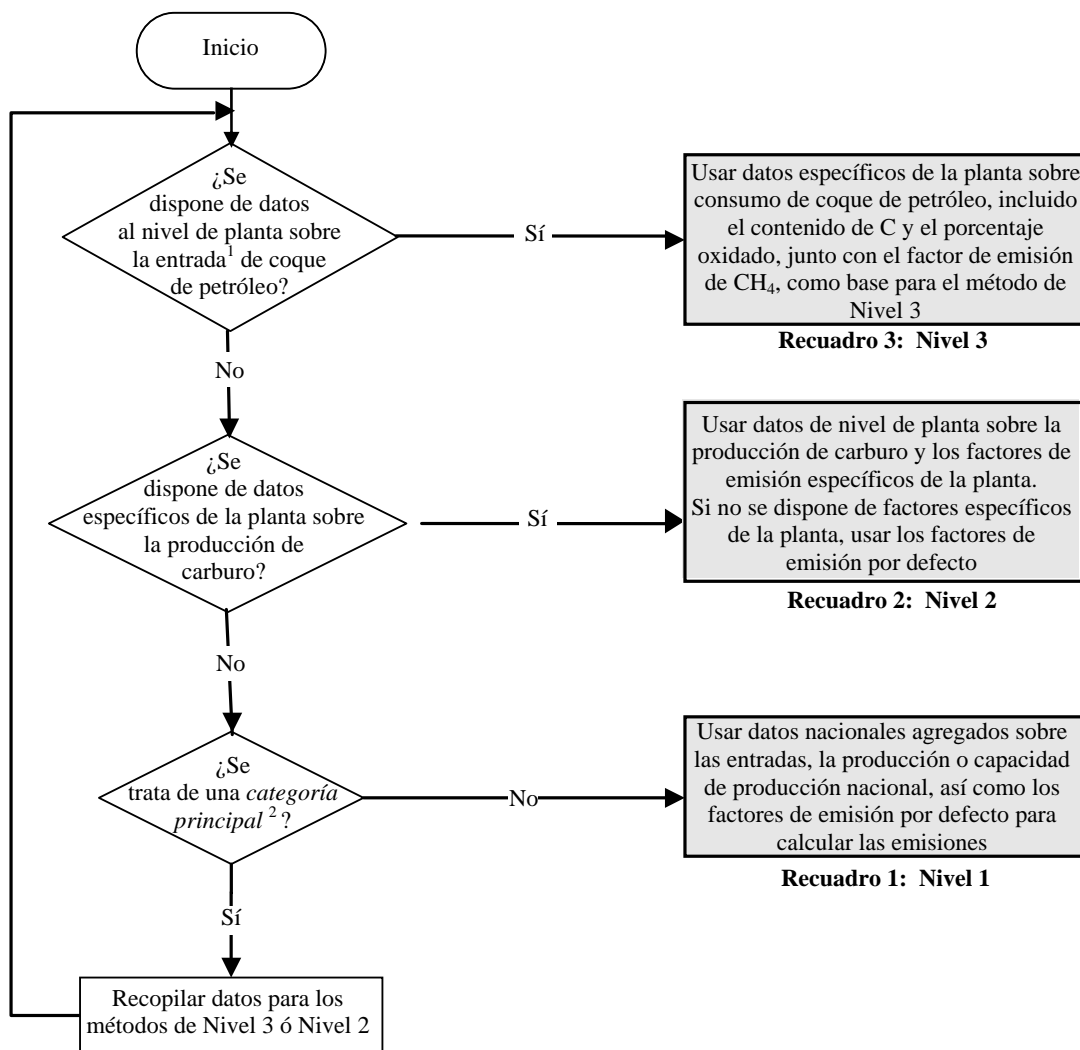 Inicio
¿Se
dispone de datos
al nivel de planta sobre
la entrada¹ de coque
de petróleo?
Sí
Usar datos específicos de la planta sobre
consumo de coque de petróleo, incluido
el contenido de C y el porcentaje
oxidado, junto con el factor de emisión
de CH₄, como base para el método de
Nivel 3
Recuadro 3: Nivel 3
No
¿Se
dispone de datos
específicos de la planta sobre
la producción de
carburo?
Sí
Usar datos de nivel de planta sobre la
producción de carburo y los factores de
emisión específicos de la planta.
Si no se dispone de factores específicos
de la planta, usar los factores de
emisión por defecto
Recuadro 2: Nivel 2
No
¿Se
trata de una categoría
principal ²?
No
Usar datos nacionales agregados sobre
las entradas, la producción o capacidad
de producción nacional, así como los
factores de emisión por defecto para
calcular las emisiones
Recuadro 1: Nivel 1
Sí
Recopilar datos para los
métodos de Nivel 3 ó Nivel 2